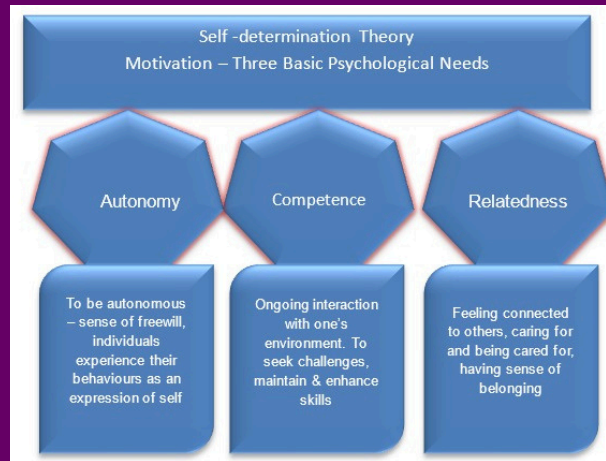 Self -determination Theory
Motivation – Three Basic Psychological Needs
Autonomy
Competence
Relatedness
To be autonomous
– sense of freewill,
individuals
experience their
behaviours as an
expression of self
Ongoing interaction
with one's
environment. To
seek challenges,
maintain & enhance
skills
Feeling connected
to others, caring for
and being cared for,
having sense of
belonging